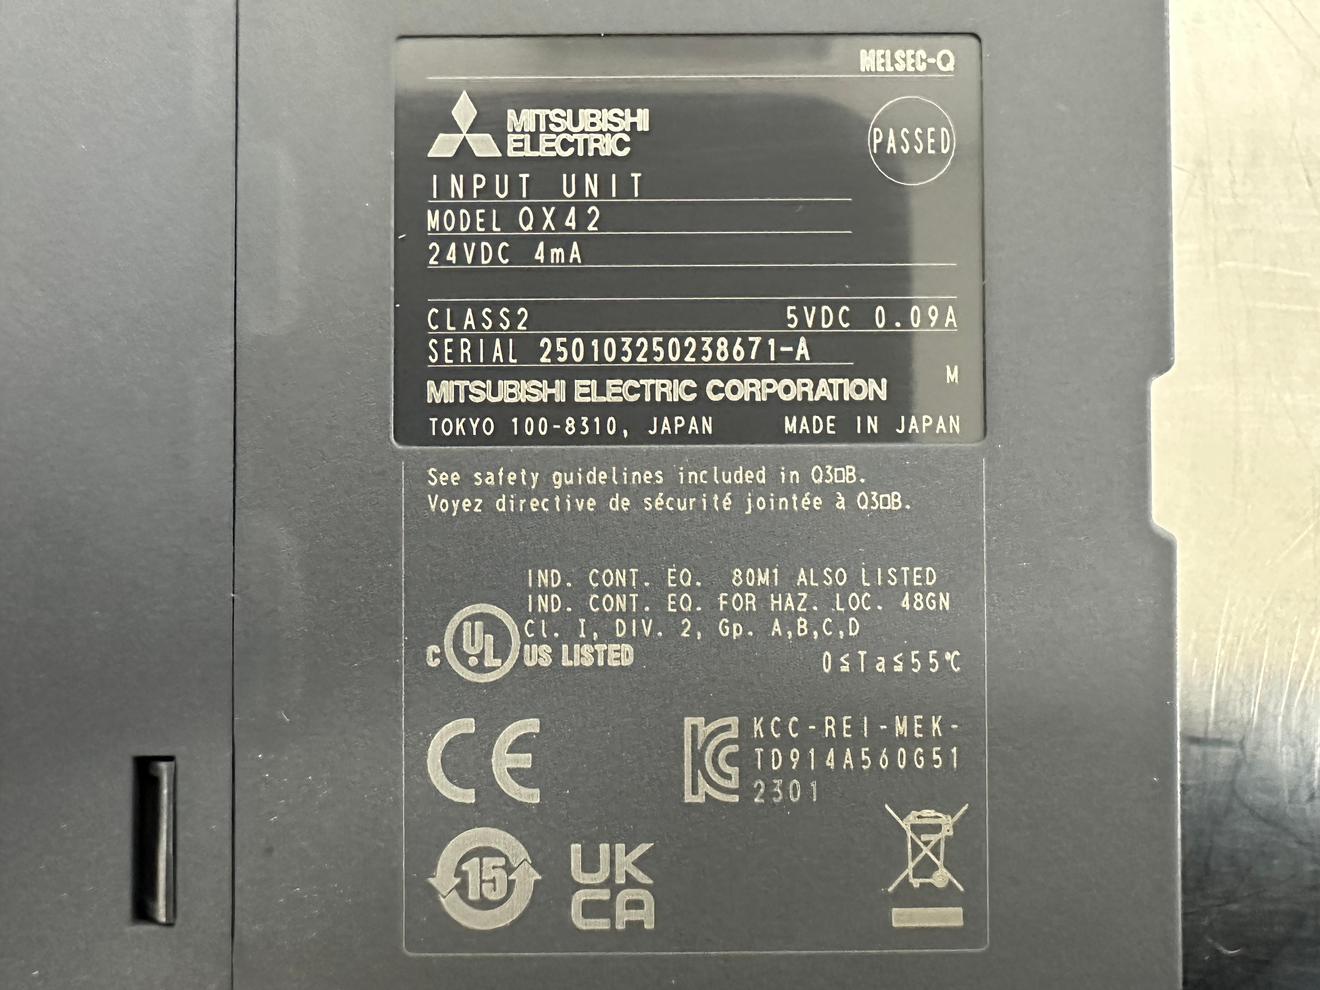 MELSEC-Q
MITSUBISHI
ELECTRIC
PASSED
INPUT UNIT
MODEL QX42
24VDC 4mA
CLASS2 5VDC 0.09A
SERIAL 250103250238671-A
M
MITSUBISHI ELECTRIC CORPORATION
TOKYO 100-8310, JAPAN MADE IN JAPAN
See safety guidelines included in Q3□B.
Voyez directive de sécurité jointée à Q3□B.
IND. CONT. EQ. 80M1 ALSO LISTED
IND. CONT. EQ. FOR HAZ. LOC. 48GN
Cl. I, DIV. 2, Gp. A,B,C,D
C UL US LISTED
0≦Ta≦55℃
CE
KC
KCC-REI-MEK-
TD914A560G51
2301
15
UK
CA